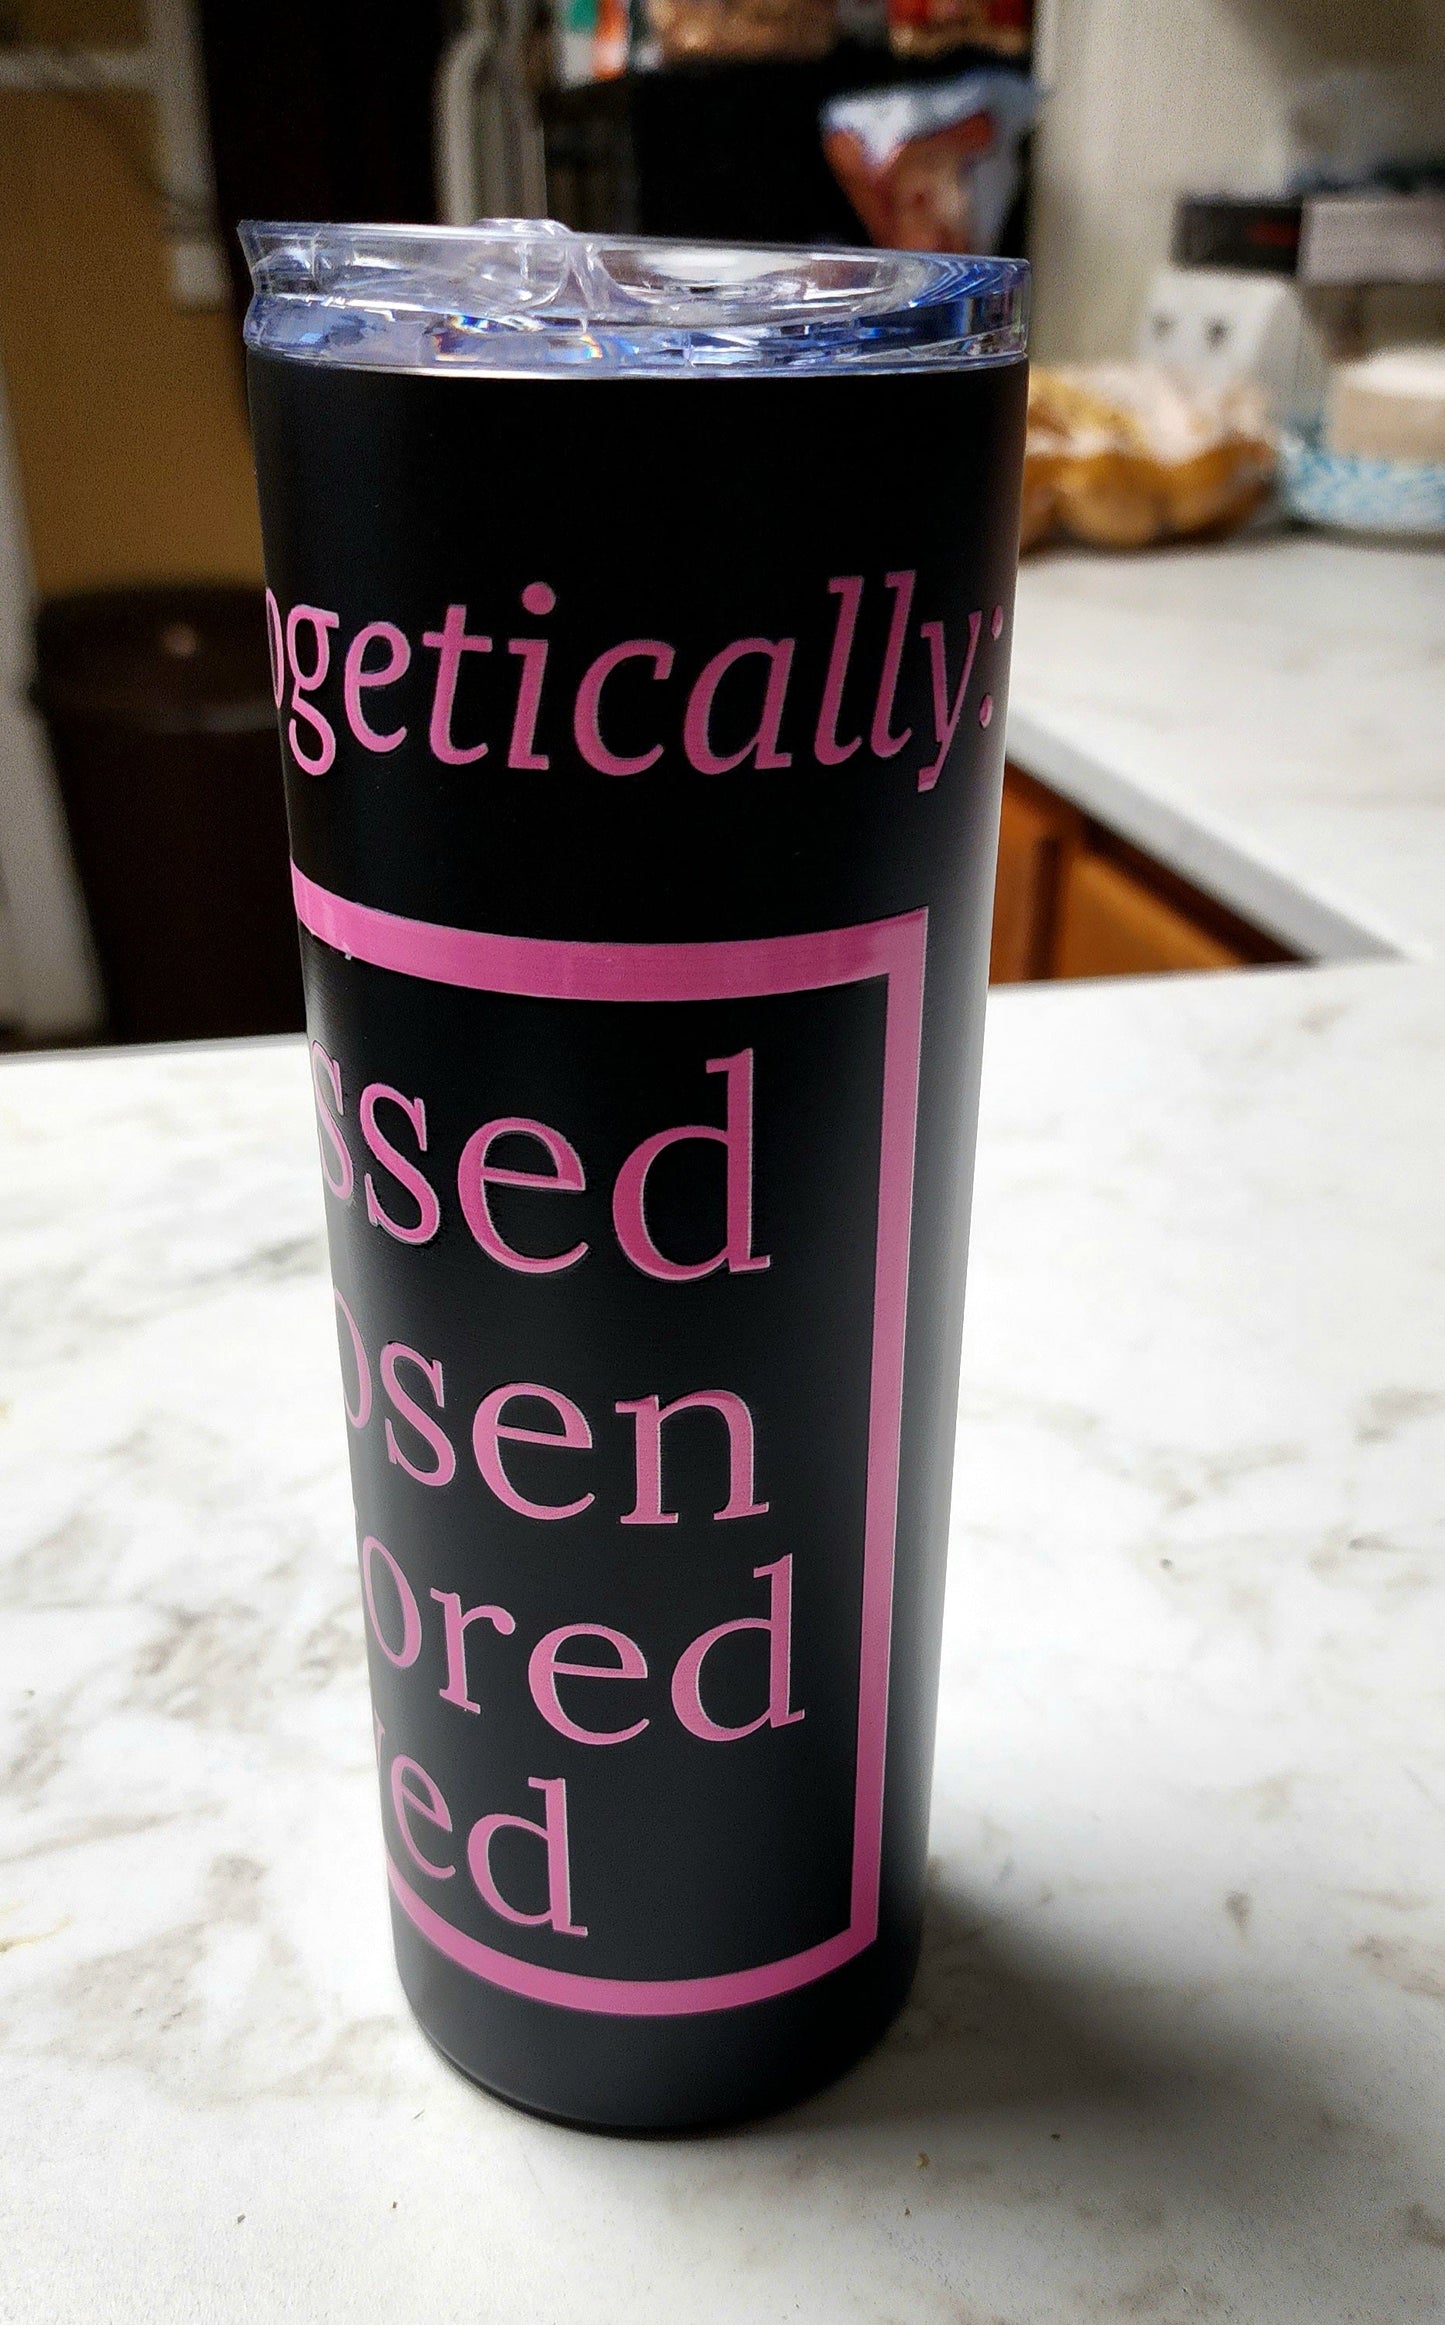 ogetically:
ssed
osen
ored
ved